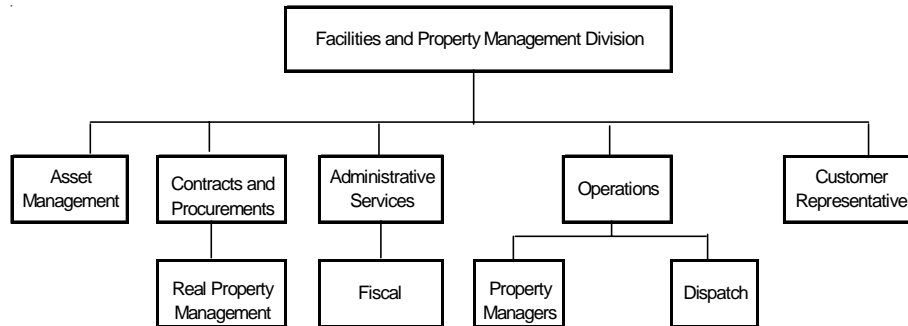 Facilities and Property Management Division
Asset
Management
Contracts and
Procurements
Administrative
Services
Operations
Customer
Representative
Real Property
Management
Fiscal
Property
Managers
Dispatch